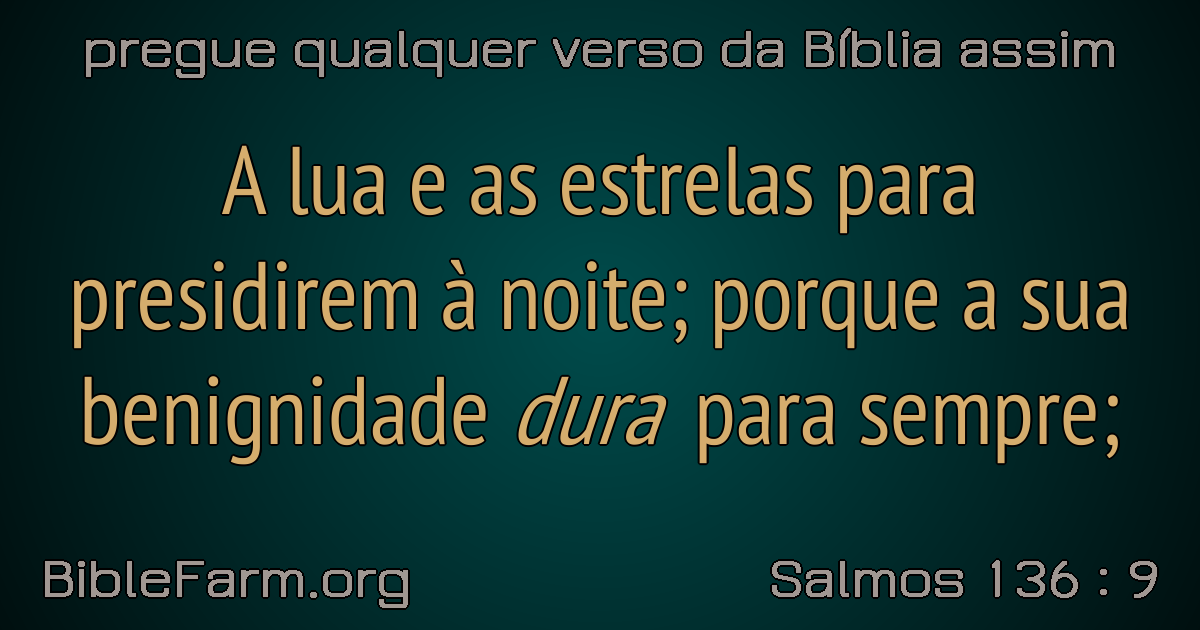 pregue qualquer verso da Bíblia assim
A lua e as estrelas para
presidirem à noite; porque a sua
benignidade dura para sempre;
BibleFarm.org
Salmos 136 : 9